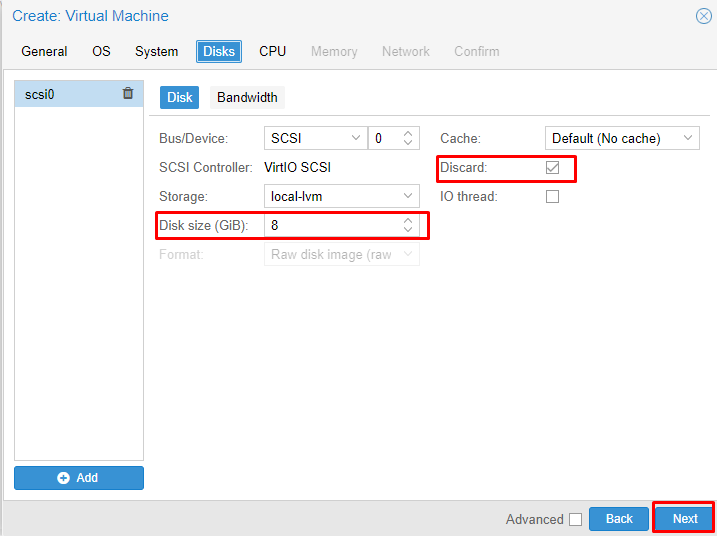 Create: Virtual Machine
General OS System Disks CPU Memory Network Confirm
scsi0
Disk Bandwidth
Bus/Device: SCSI 0 Cache: Default (No cache)
SCSI Controller: VirtIO SCSI Discard:
Storage: local-lvm IO thread:
Disk size (GiB): 8
Format: Raw disk image (raw
Add
Advanced Back Next